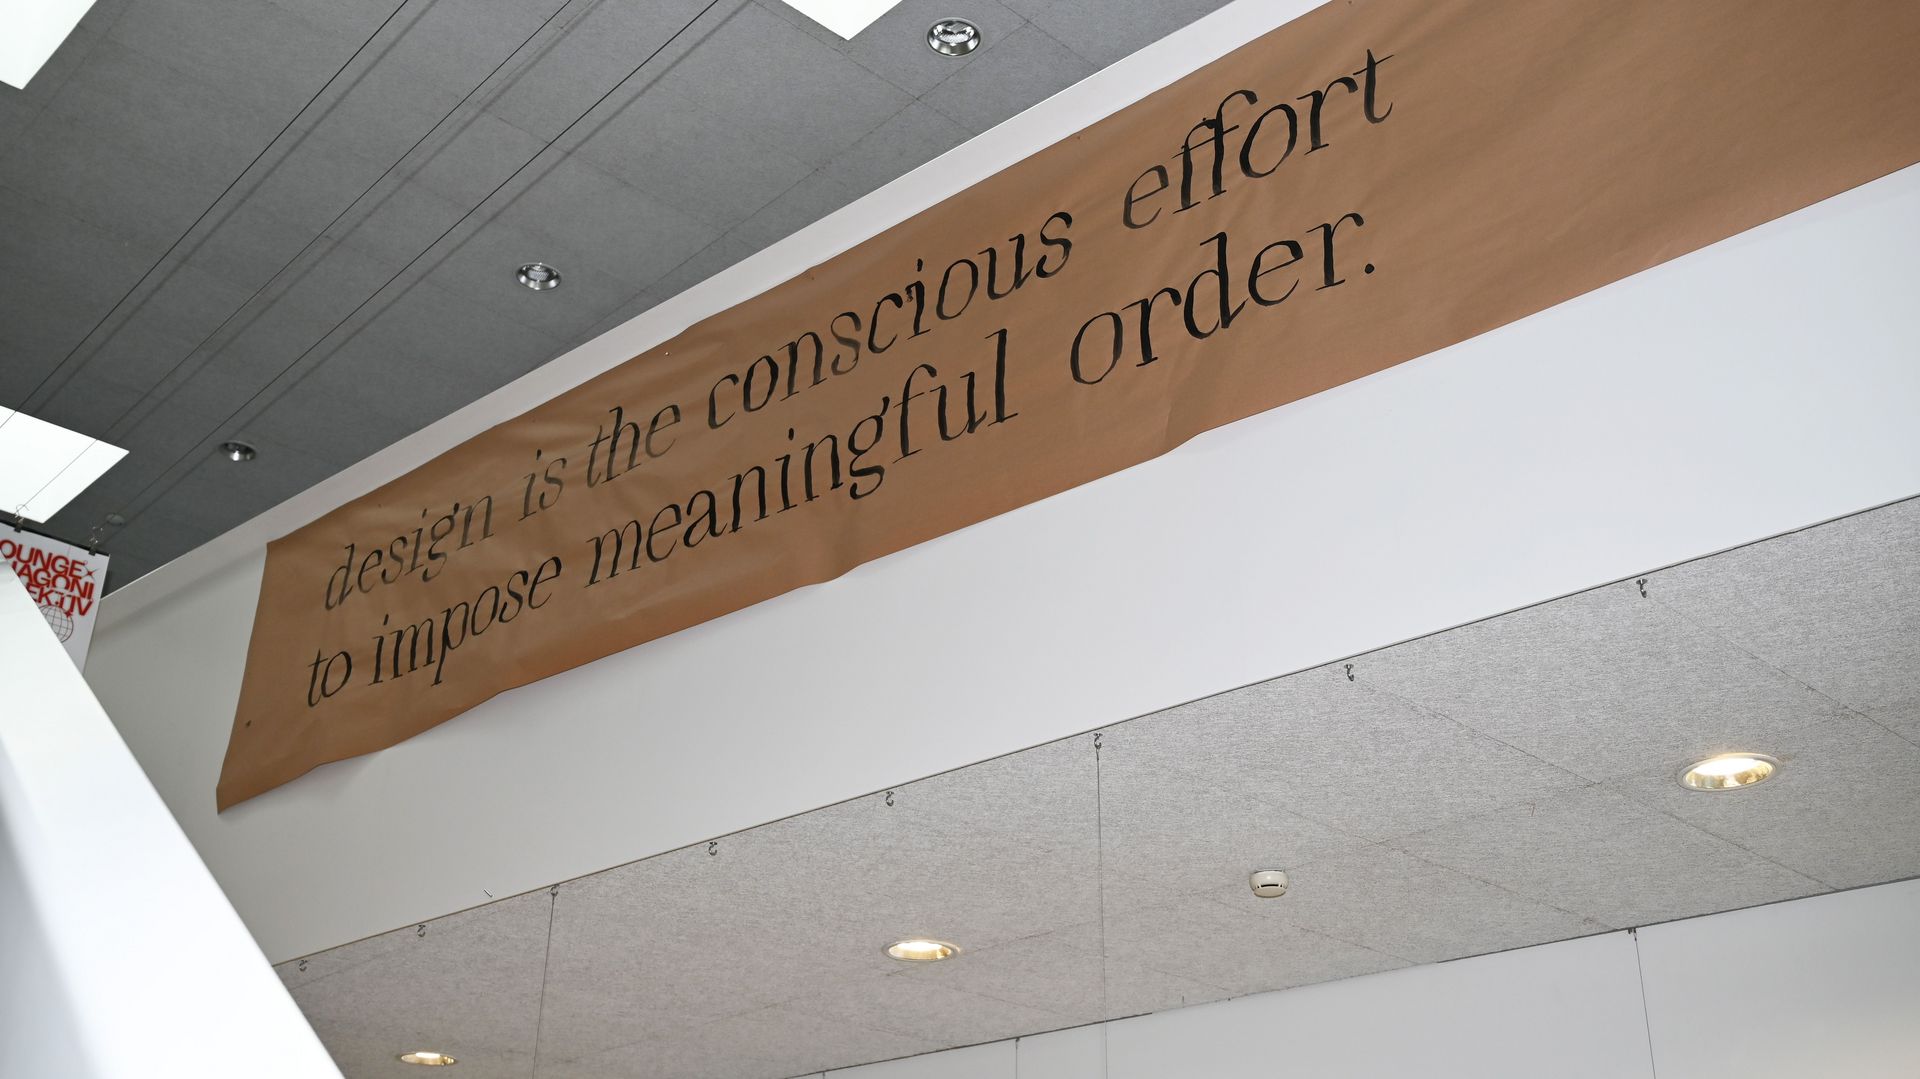 design is the conscious effort
to impose meaningful order.